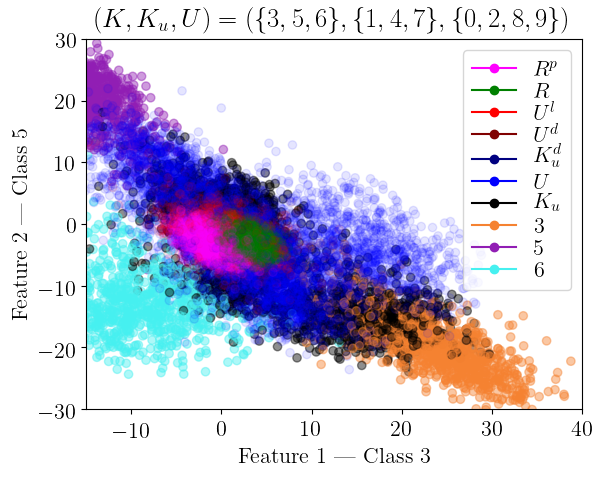 (K, K_u, U) = ({3, 5, 6}, {1, 4, 7}, {0, 2, 8, 9})
30
20
10
0
−10
−20
−30
Feature 2 — Class 5
R^p
R
U^l
U^d
K_u^d
U
K_u
3
5
6
−10
0
10
20
30
40
Feature 1 — Class 3